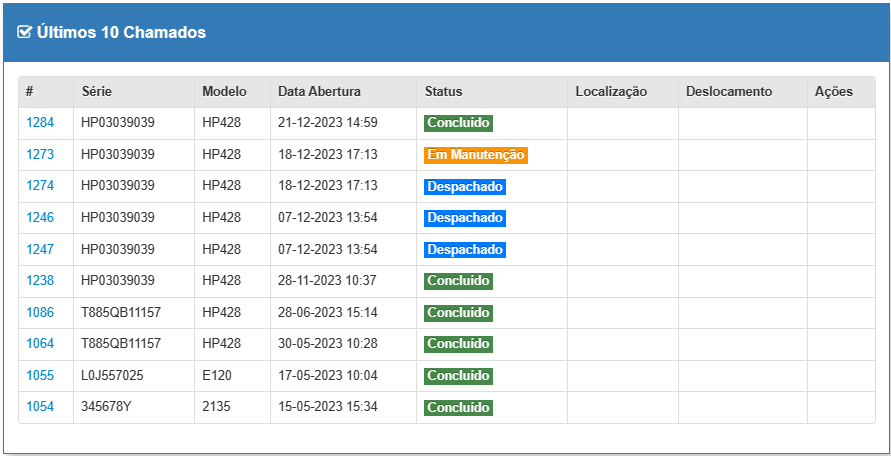 Últimos 10 Chamados
# Série Modelo Data Abertura Status Localização Deslocamento Ações
1284 HP03039039 HP428 21-12-2023 14:59 Concluído
1273 HP03039039 HP428 18-12-2023 17:13 Em Manutenção
1274 HP03039039 HP428 18-12-2023 17:13 Despachado
1246 HP03039039 HP428 07-12-2023 13:54 Despachado
1247 HP03039039 HP428 07-12-2023 13:54 Despachado
1238 HP03039039 HP428 28-11-2023 10:37 Concluído
1086 T885QB11157 HP428 28-06-2023 15:14 Concluído
1064 T885QB11157 HP428 30-05-2023 10:28 Concluído
1055 L0J557025 E120 17-05-2023 10:04 Concluído
1054 345678Y 2135 15-05-2023 15:34 Concluído